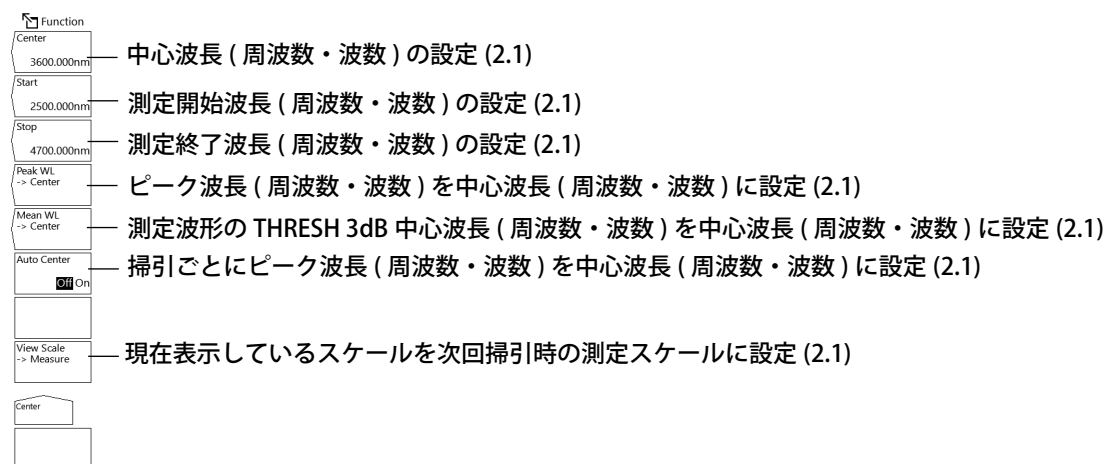 Function
Center
3600.000nm
中心波長 ( 周波数・波数 ) の設定 (2.1)
Start
2500.000nm
測定開始波長 ( 周波数・波数 ) の設定 (2.1)
Stop
4700.000nm
測定終了波長 ( 周波数・波数 ) の設定 (2.1)
Peak WL
-> Center
ピーク波長 ( 周波数・波数 ) を中心波長 ( 周波数・波数 ) に設定 (2.1)
Mean WL
-> Center
測定波形の THRESH 3dB 中心波長 ( 周波数・波数 ) を中心波長 ( 周波数・波数 ) に設定 (2.1)
Auto Center
Off On
掃引ごとにピーク波長 ( 周波数・波数 ) を中心波長 ( 周波数・波数 ) に設定 (2.1)
View Scale
-> Measure
現在表示しているスケールを次回掃引時の測定スケールに設定 (2.1)
Center